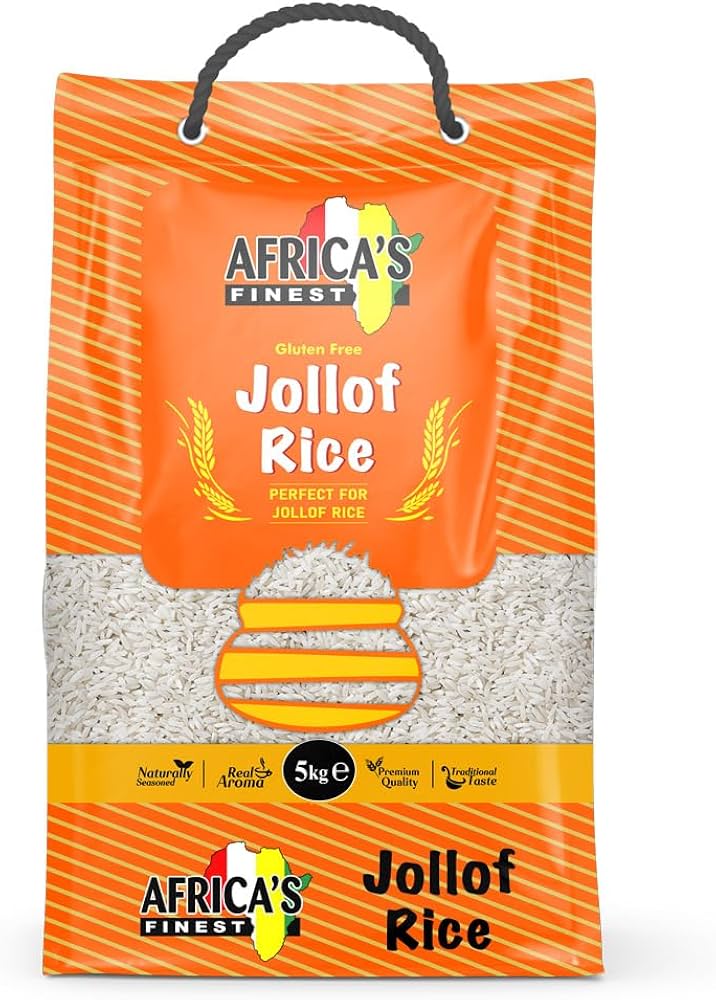 AFRICA'S
FINEST
Gluten Free
Jollof
Rice
PERFECT FOR
JOLLOF RICE
Naturally
Seasoned
Real
Aroma
5kg ℮
Premium
Quality
Traditional
Taste
AFRICA'S
FINEST
Jollof
Rice